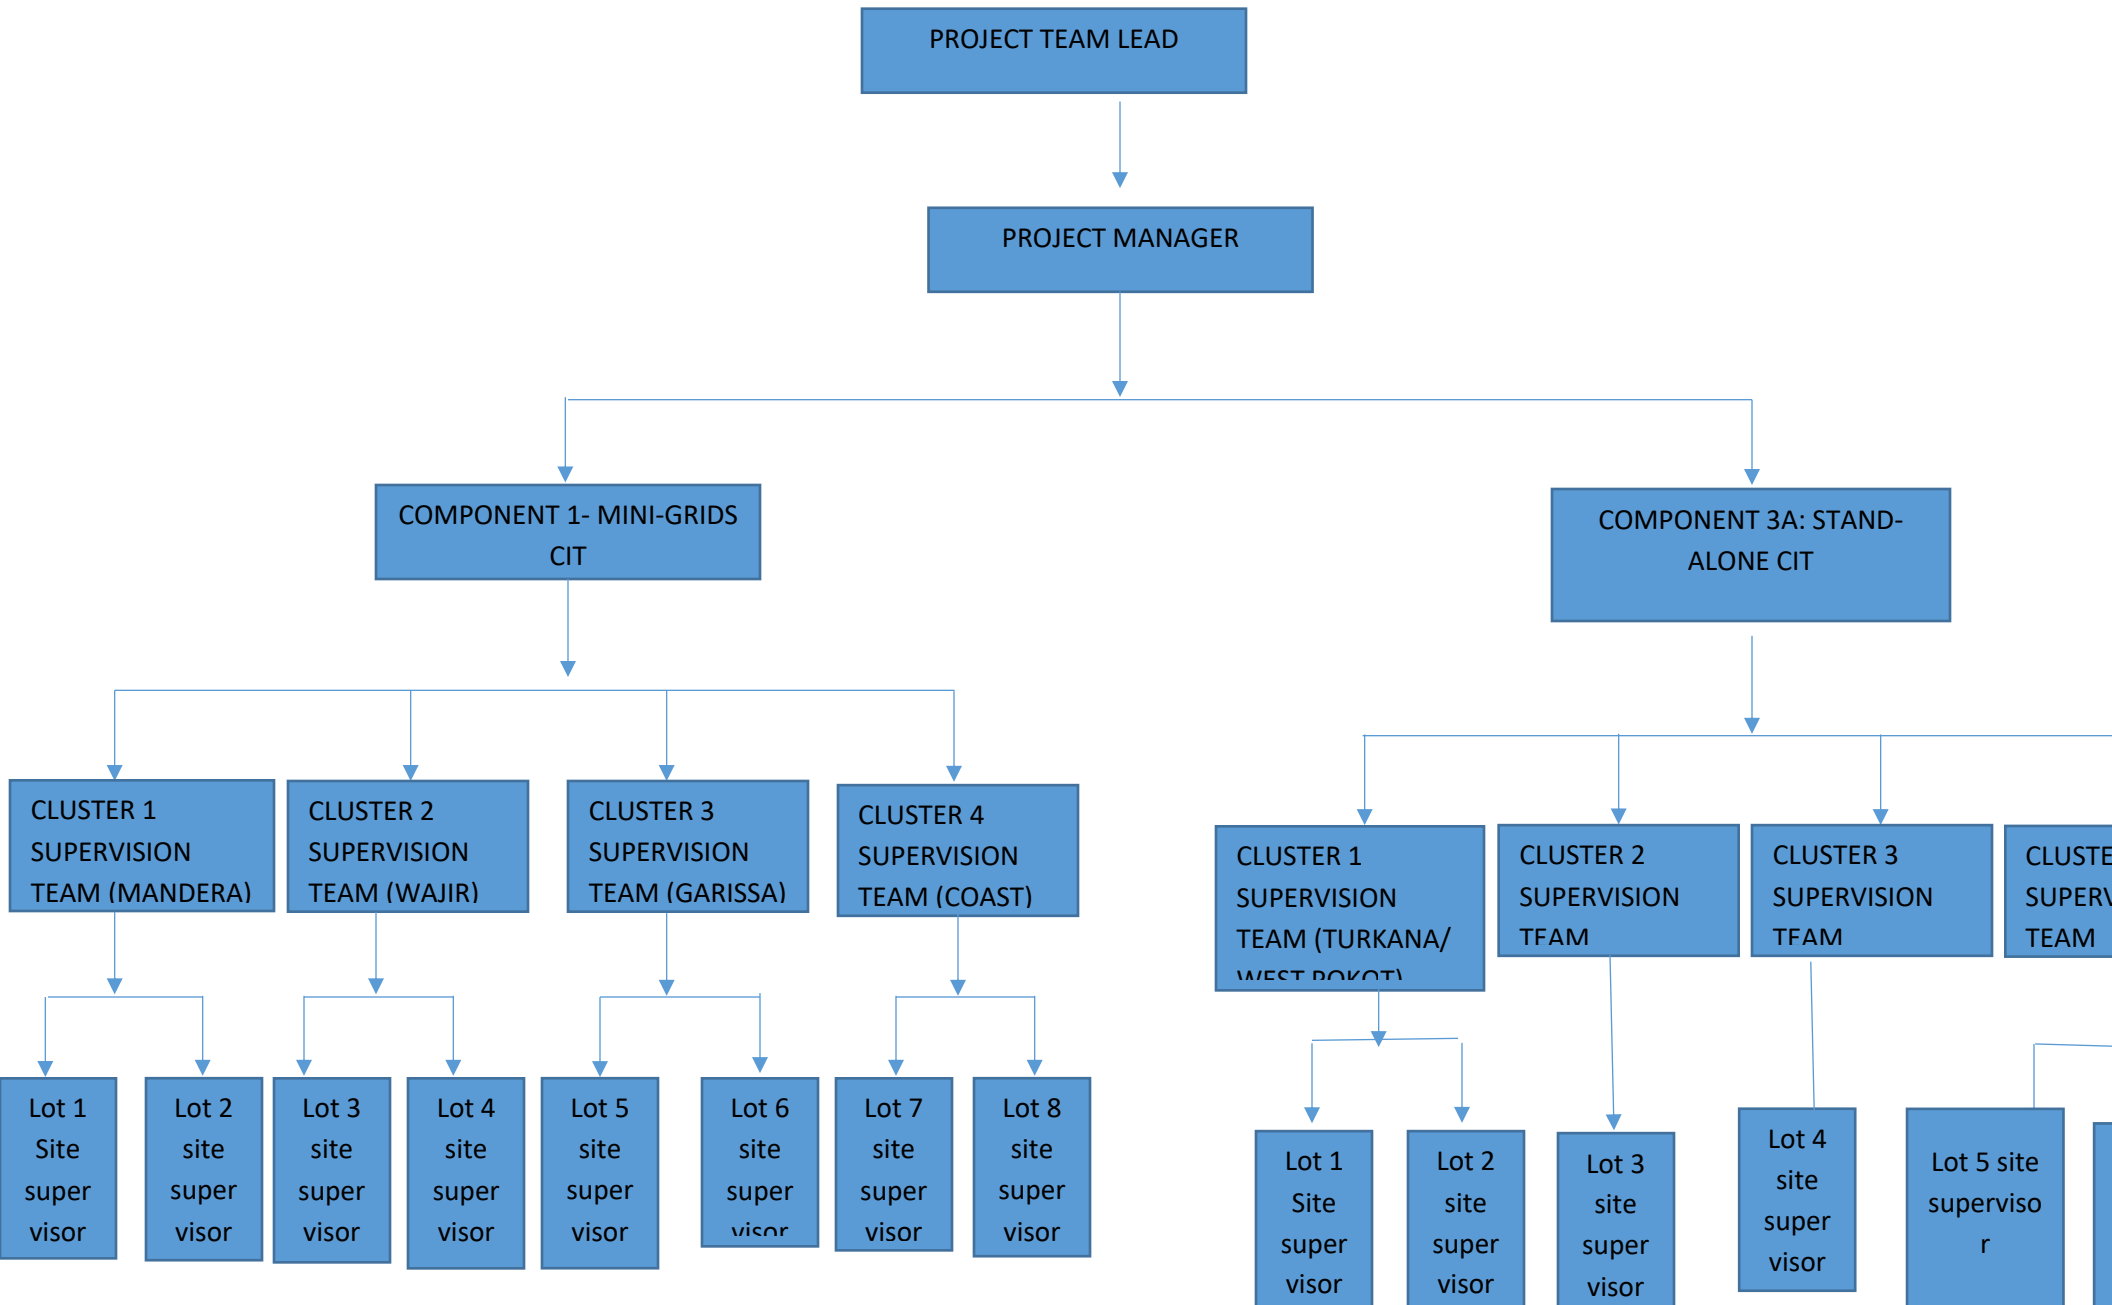 PROJECT TEAM LEAD
PROJECT MANAGER
COMPONENT 1- MINI-GRIDS
CIT
COMPONENT 3A: STAND-
ALONE CIT
CLUSTER 1
SUPERVISION
TEAM (MANDERA)
CLUSTER 2
SUPERVISION
TEAM (WAJIR)
CLUSTER 3
SUPERVISION
TEAM (GARISSA)
CLUSTER 4
SUPERVISION
TEAM (COAST)
CLUSTER 1
SUPERVISION
TEAM (TURKANA/
WEST POKOT)
CLUSTER 2
SUPERVISION
TEAM
CLUSTER 3
SUPERVISION
TEAM
CLUSTE
SUPERV
TEAM
Lot 1
Site
super
visor
Lot 2
site
super
visor
Lot 3
site
super
visor
Lot 4
site
super
visor
Lot 5
site
super
visor
Lot 6
site
super
visor
Lot 7
site
super
visor
Lot 8
site
super
visor
Lot 1
Site
super
visor
Lot 2
site
super
visor
Lot 3
site
super
visor
Lot 4
site
super
visor
Lot 5 site
superviso
r